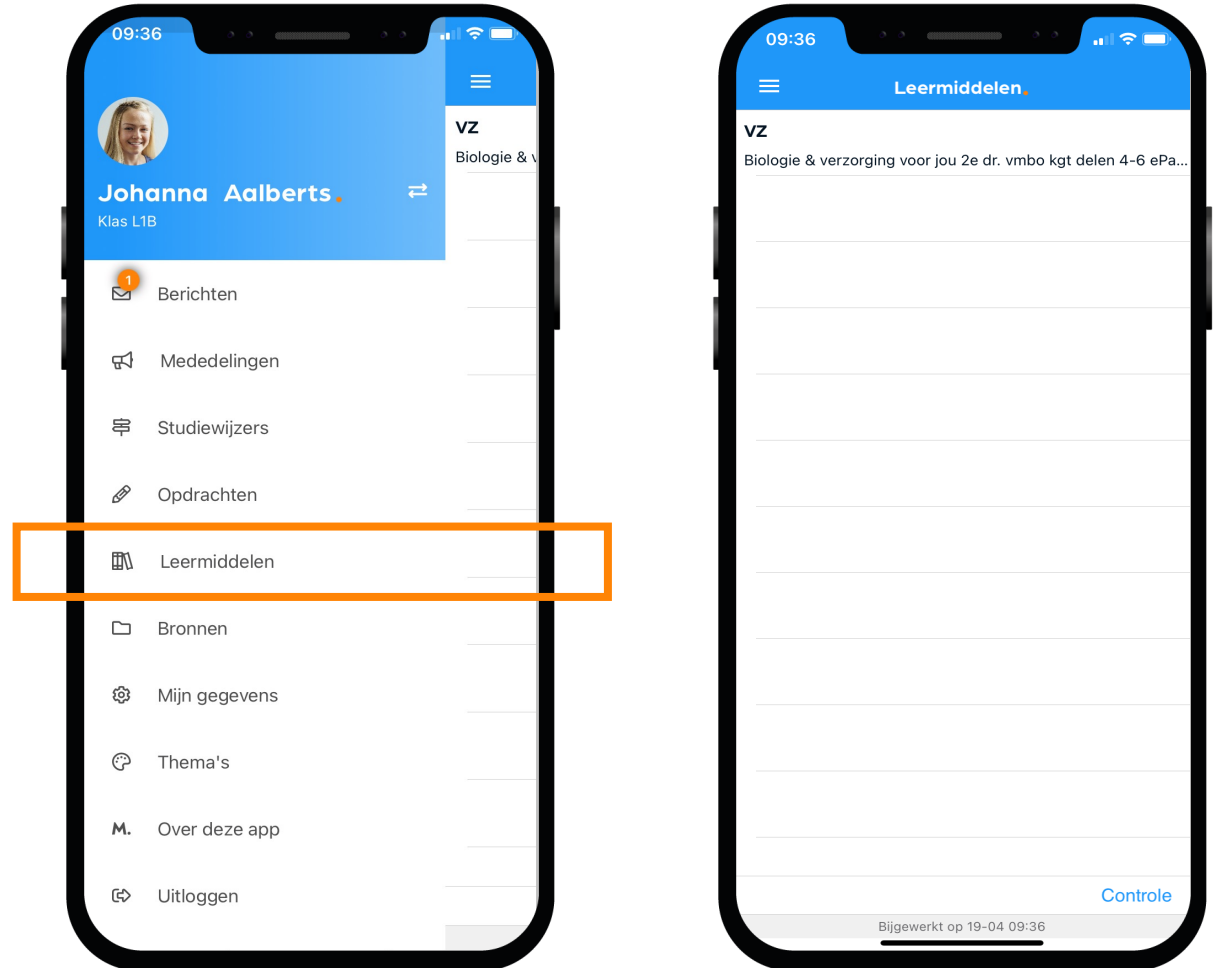 09:36
VZ
Biologie & v
Johanna Aalberts.
Klas L1B
1
Berichten
Mededelingen
Studiewijzers
Opdrachten
Leermiddelen
Bronnen
Mijn gegevens
Thema's
M. Over deze app
Uitloggen
09:36
Leermiddelen.
VZ
Biologie & verzorging voor jou 2e dr. vmbo kgt delen 4-6 ePa...
Controle
Bijgewerkt op 19-04 09:36